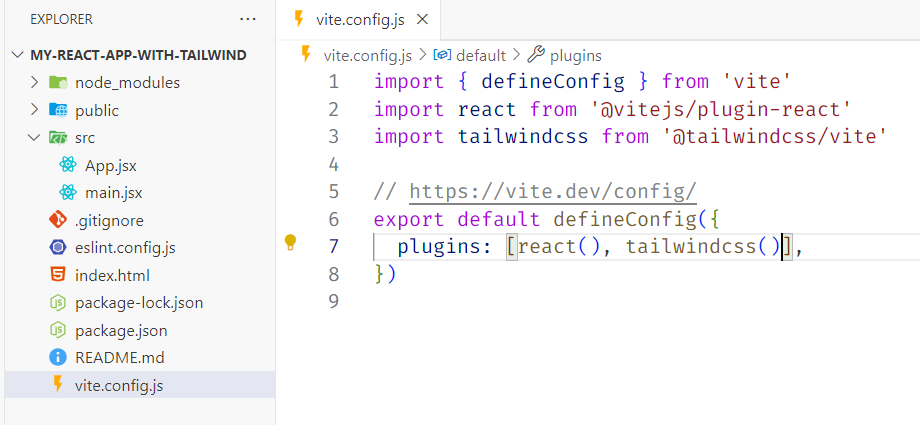 EXPLORER
···
MY-REACT-APP-WITH-TAILWIND
node_modules
public
src
App.jsx
main.jsx
.gitignore
eslint.config.js
index.html
package-lock.json
package.json
README.md
vite.config.js
vite.config.js
vite.config.js > default > plugins
1 import { defineConfig } from 'vite'
2 import react from '@vitejs/plugin-react'
3 import tailwindcss from '@tailwindcss/vite'
4
5 // https://vite.dev/config/
6 export default defineConfig({
7 plugins: [react(), tailwindcss()],
8 })
9